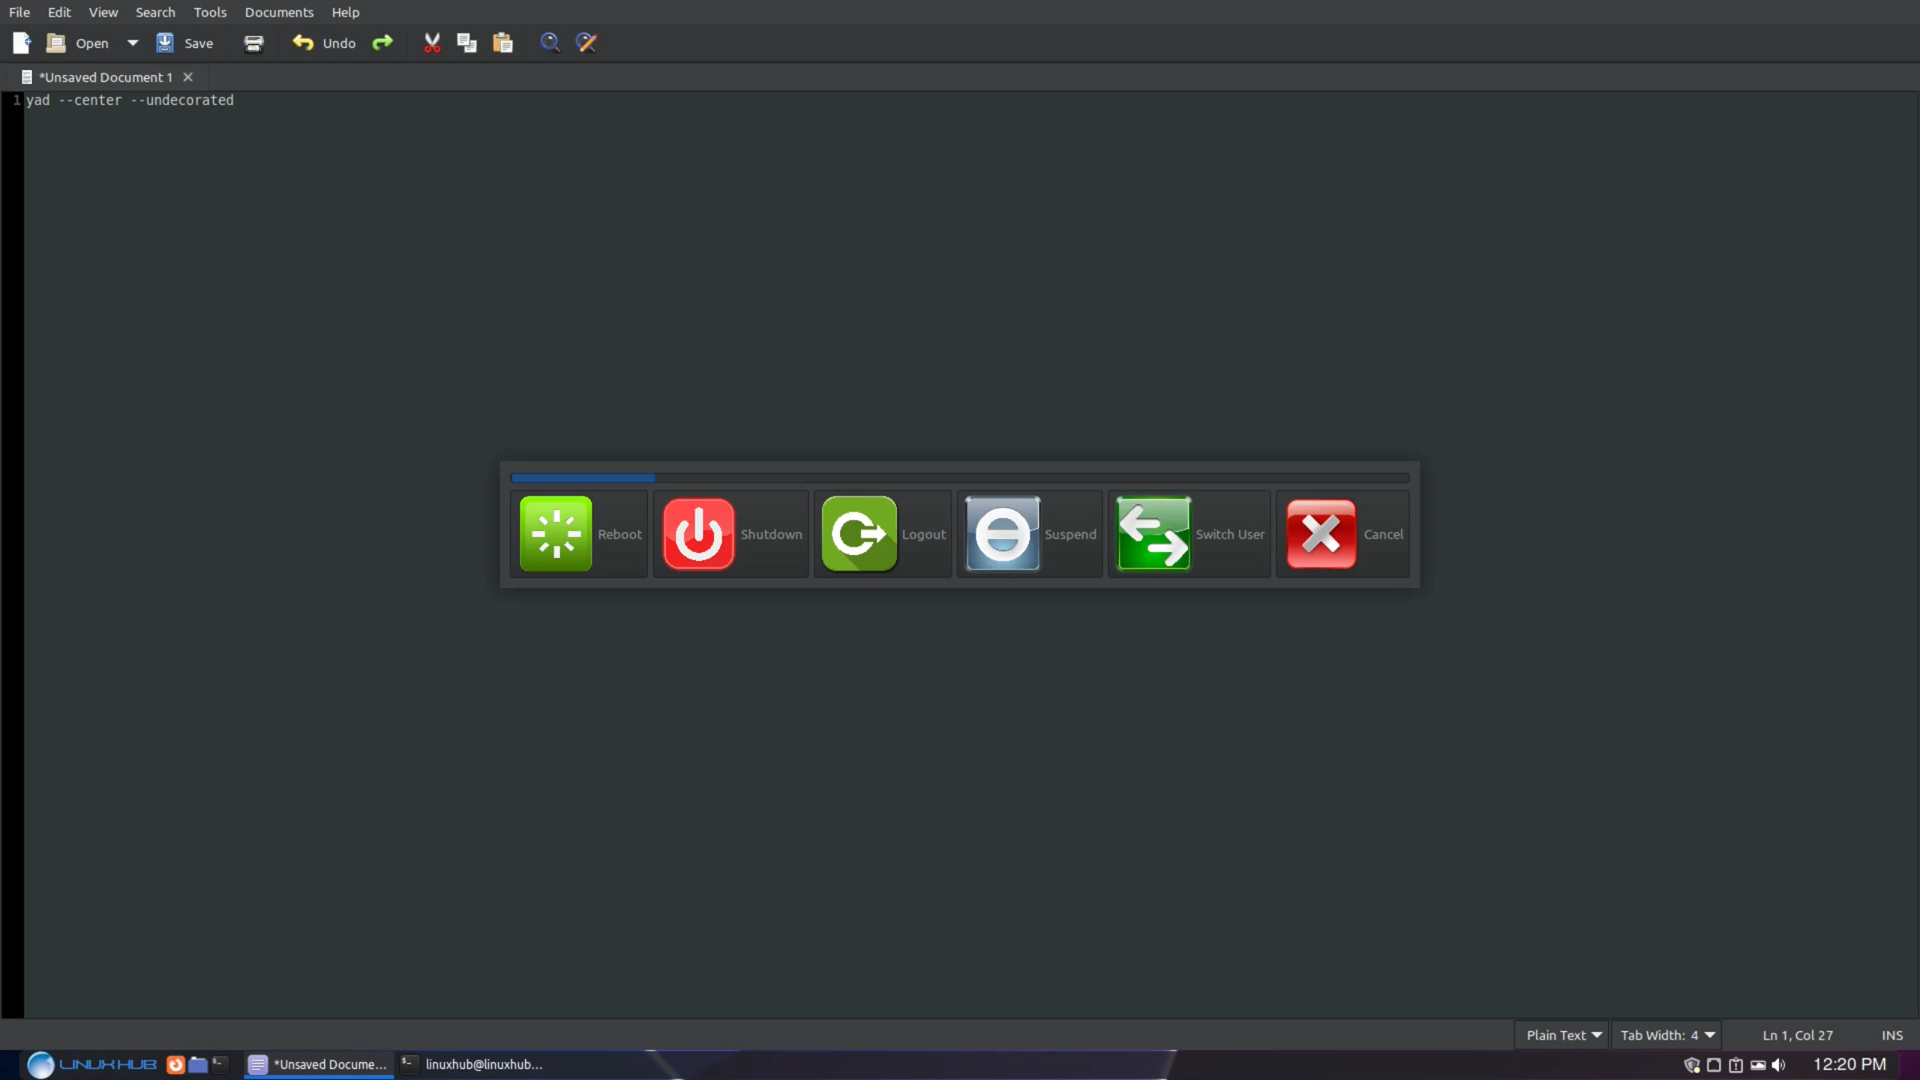 File Edit View Search Tools Documents Help
Open Save Undo
*Unsaved Document 1
1 yad --center --undecorated
Reboot Shutdown Logout Suspend Switch User Cancel
Plain Text Tab Width: 4 Ln 1, Col 27 INS
LINUX HUB *Unsaved Docume... linuxhub@linuxhub... 12:20 PM